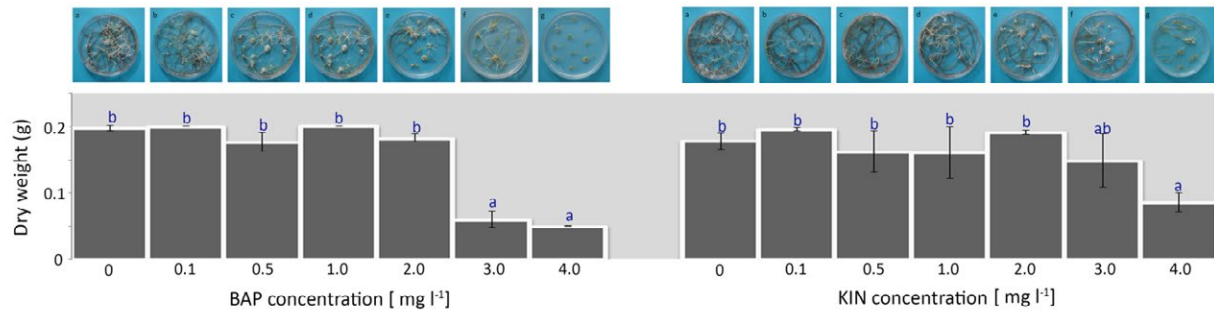 a b c d e f g a b c d e f g
Dry weight (g)
0.2
0.1
0
b b b b b a a
b b b b b ab a
0 0.1 0.5 1.0 2.0 3.0 4.0
BAP concentration [ mg l-1]
0 0.1 0.5 1.0 2.0 3.0 4.0
KIN concentration [ mg l-1]